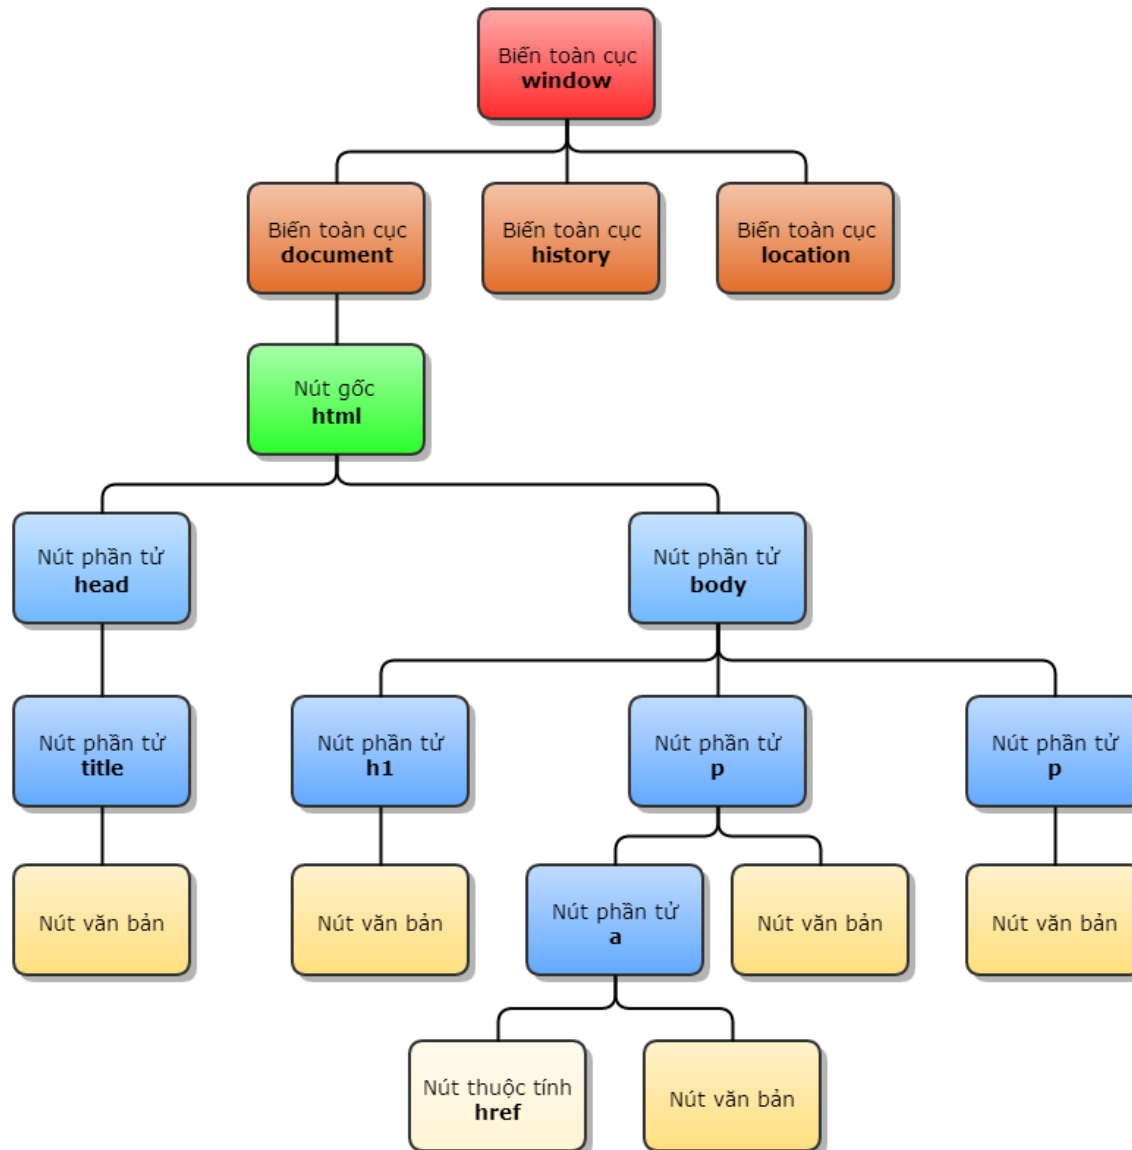 Biến toàn cục
window
Biến toàn cục
document
Biến toàn cục
history
Biến toàn cục
location
Nút gốc
html
Nút phần tử
head
Nút phần tử
body
Nút phần tử
title
Nút phần tử
h1
Nút phần tử
p
Nút phần tử
p
Nút văn bản
Nút văn bản
Nút phần tử
a
Nút văn bản
Nút văn bản
Nút thuộc tính
href
Nút văn bản